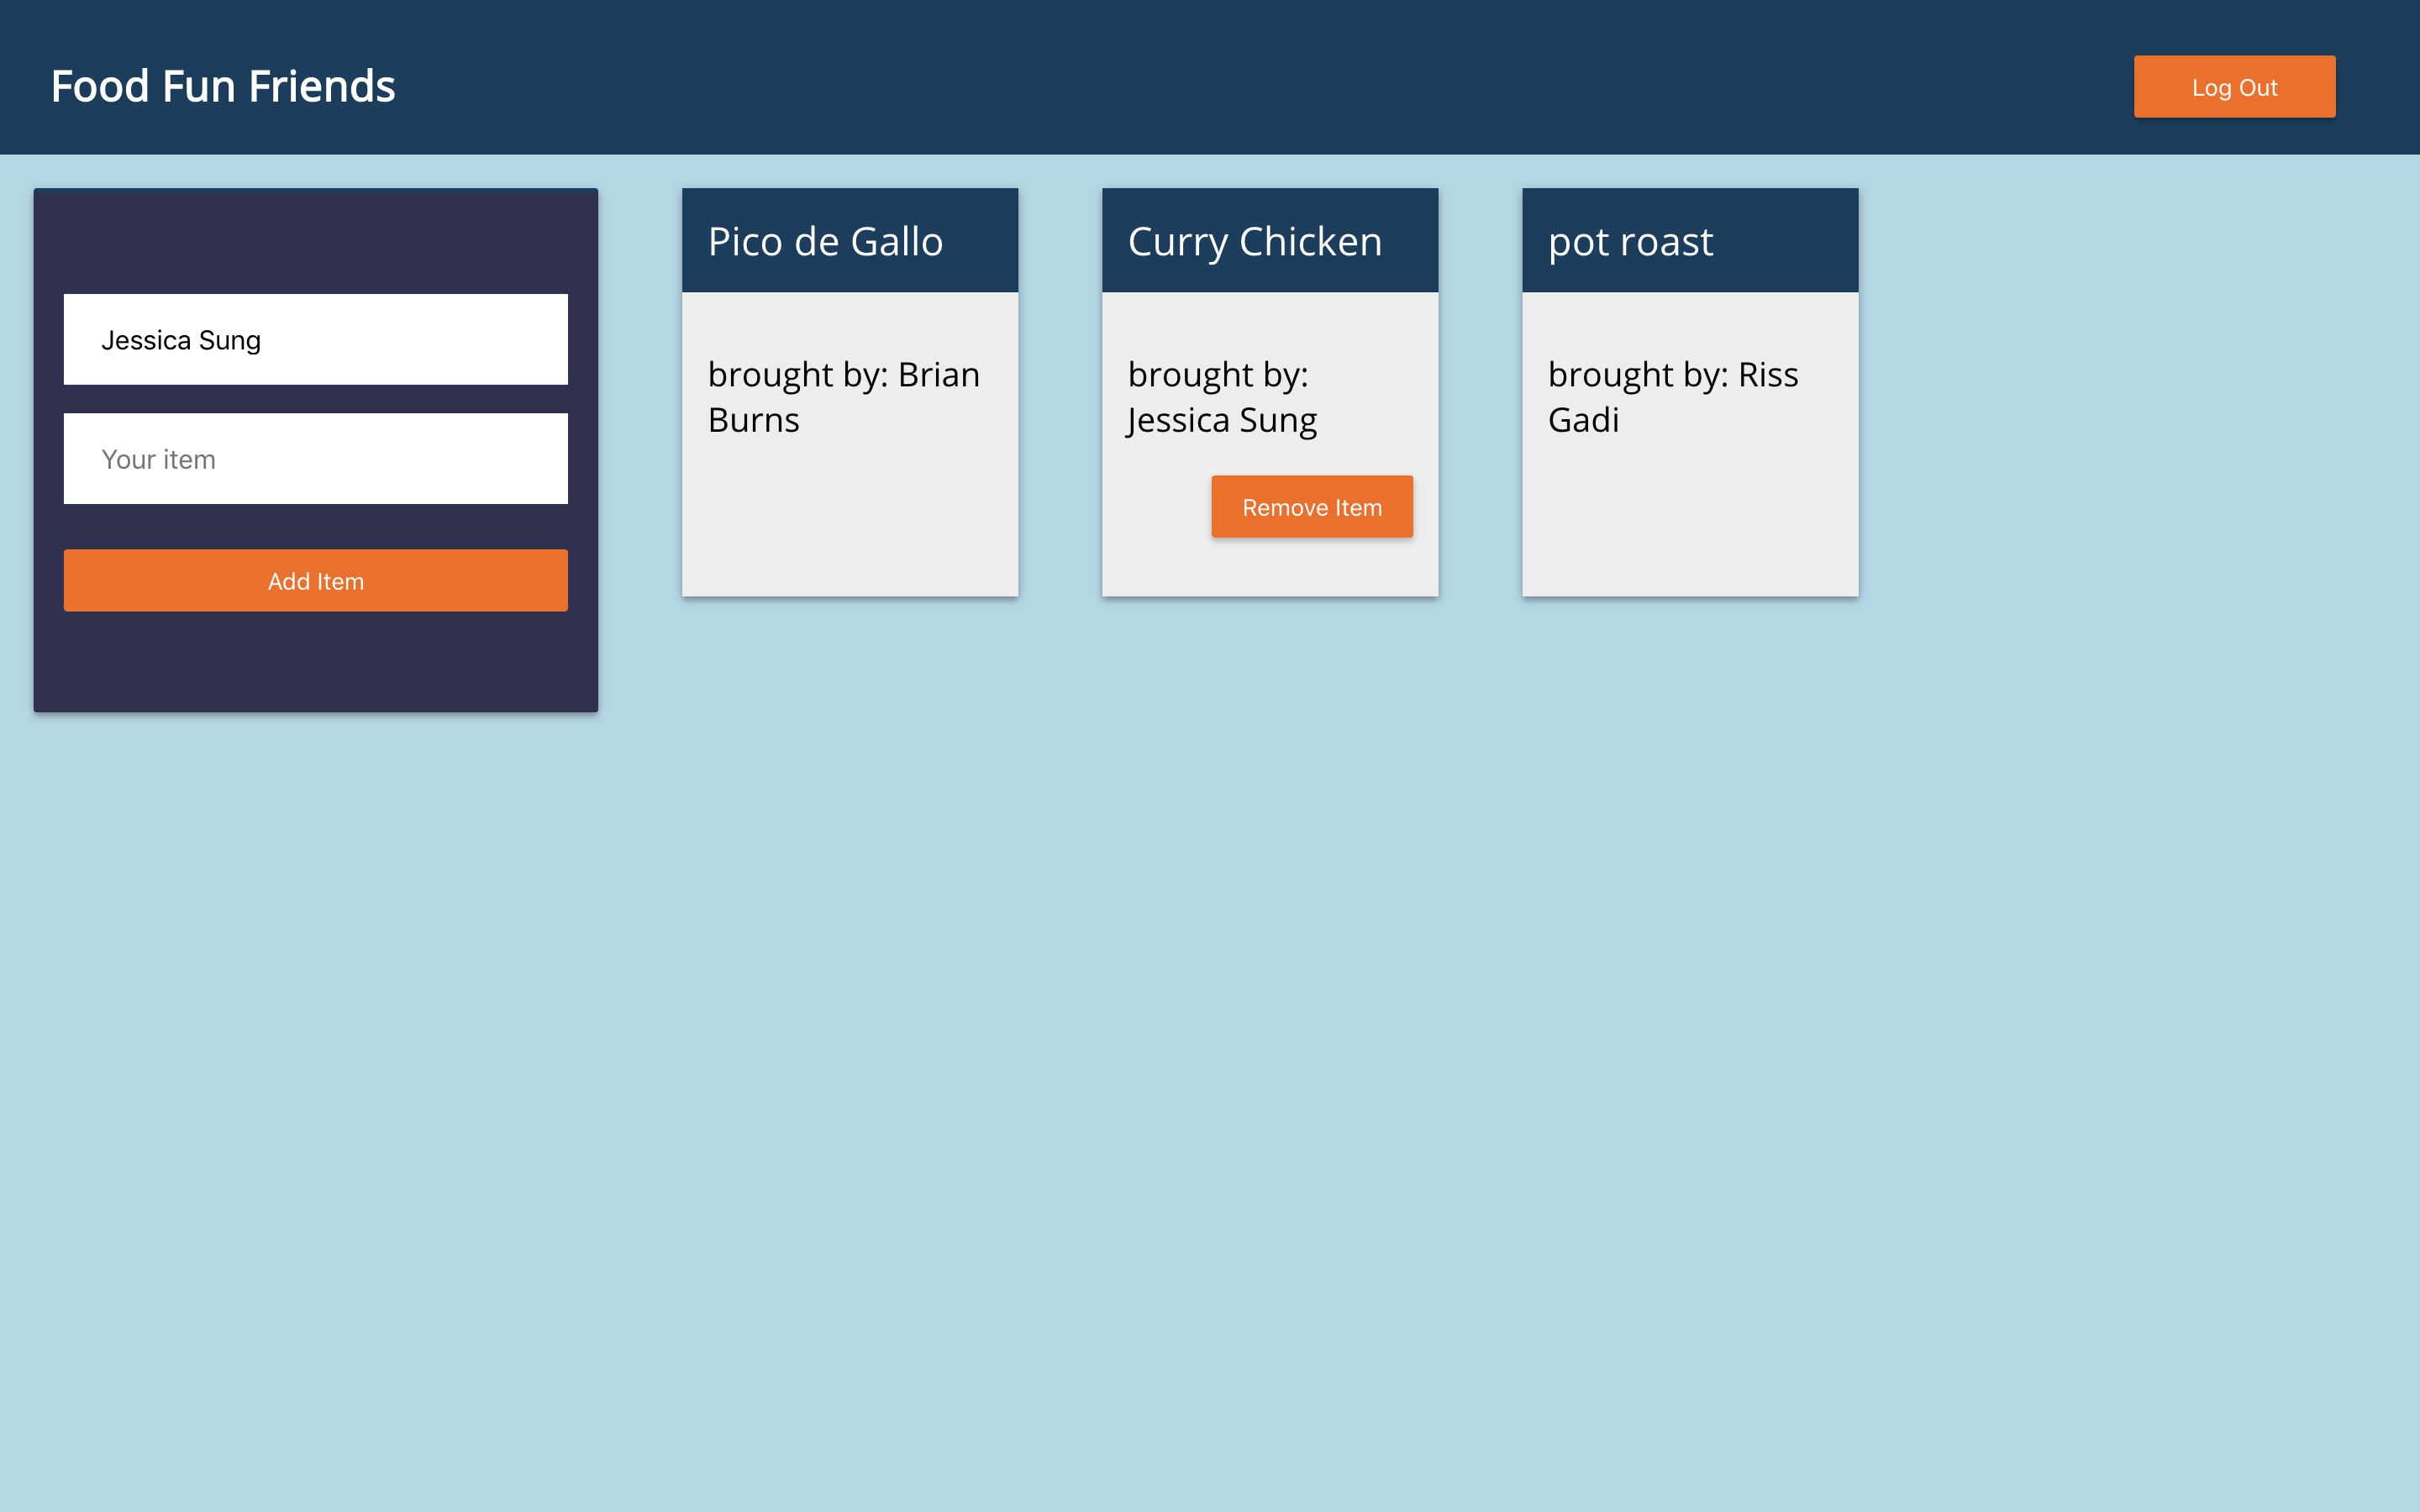 Food Fun Friends
Log Out
Jessica Sung
Your item
Add Item
Pico de Gallo
brought by: Brian
Burns
Curry Chicken
brought by:
Jessica Sung
Remove Item
pot roast
brought by: Riss
Gadi